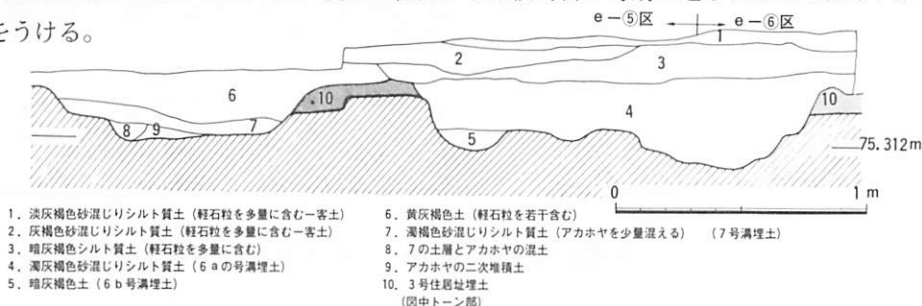 をうける。
e－⑤区 e－⑥区
1
2
3
6
10
4
10
7
8
9
5
75.312m
0 1 m
1．淡灰褐色砂混じりシルト質土（軽石粒を多量に含む一客土）
2．灰褐色砂混じりシルト質土（軽石粒を多量に含む一客土）
3．暗灰褐色シルト質土（軽石粒を多量に含む）
4．濁灰褐色砂混じりシルト質土（6aの号溝埋土）
5．暗灰褐色土（6b号溝埋土）
6．黄灰褐色土（軽石粒を若干含む）
7．濁褐色砂混じりシルト質土（アカホヤを少量混える）（7号溝埋土）
8．7の土層とアカホヤの混土
9．アカホヤの二次堆積土
10．3号住居址埋土
（図中トーン部）